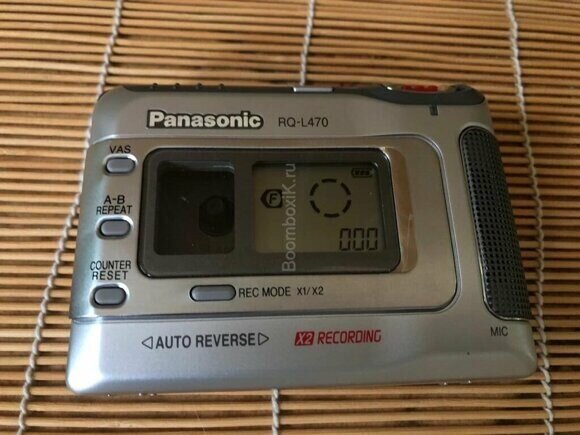 Panasonic RQ-L470
VAS
A-B
REPEAT
F
000
COUNTER
RESET
REC MODE X1/X2
◁AUTO REVERSE▷
X2 RECORDING
MIC
BoomboxiK.ru